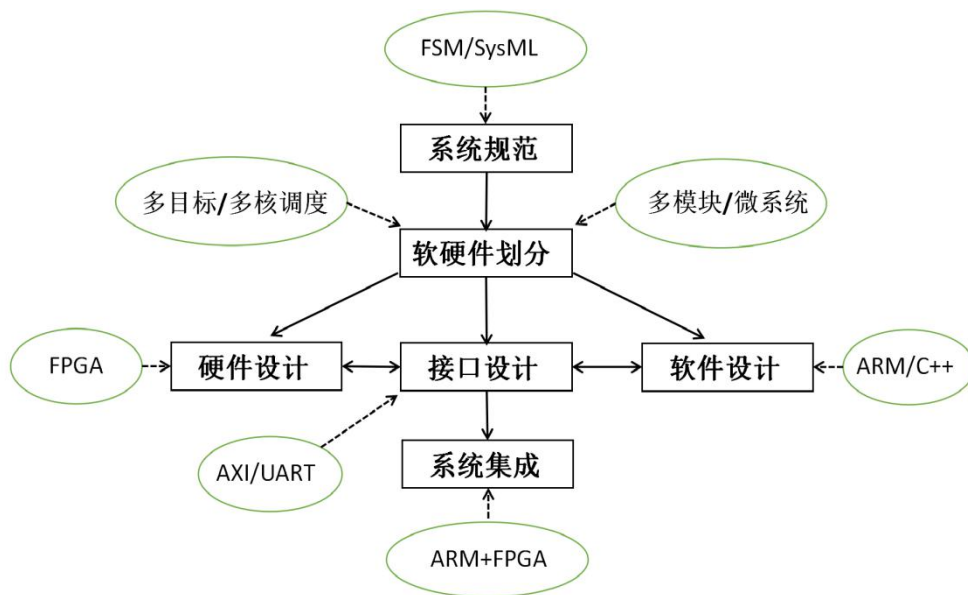 FSM/SysML
系统规范
多目标/多核调度
多模块/微系统
软硬件划分
FPGA
硬件设计
接口设计
软件设计
ARM/C++
AXI/UART
系统集成
ARM+FPGA